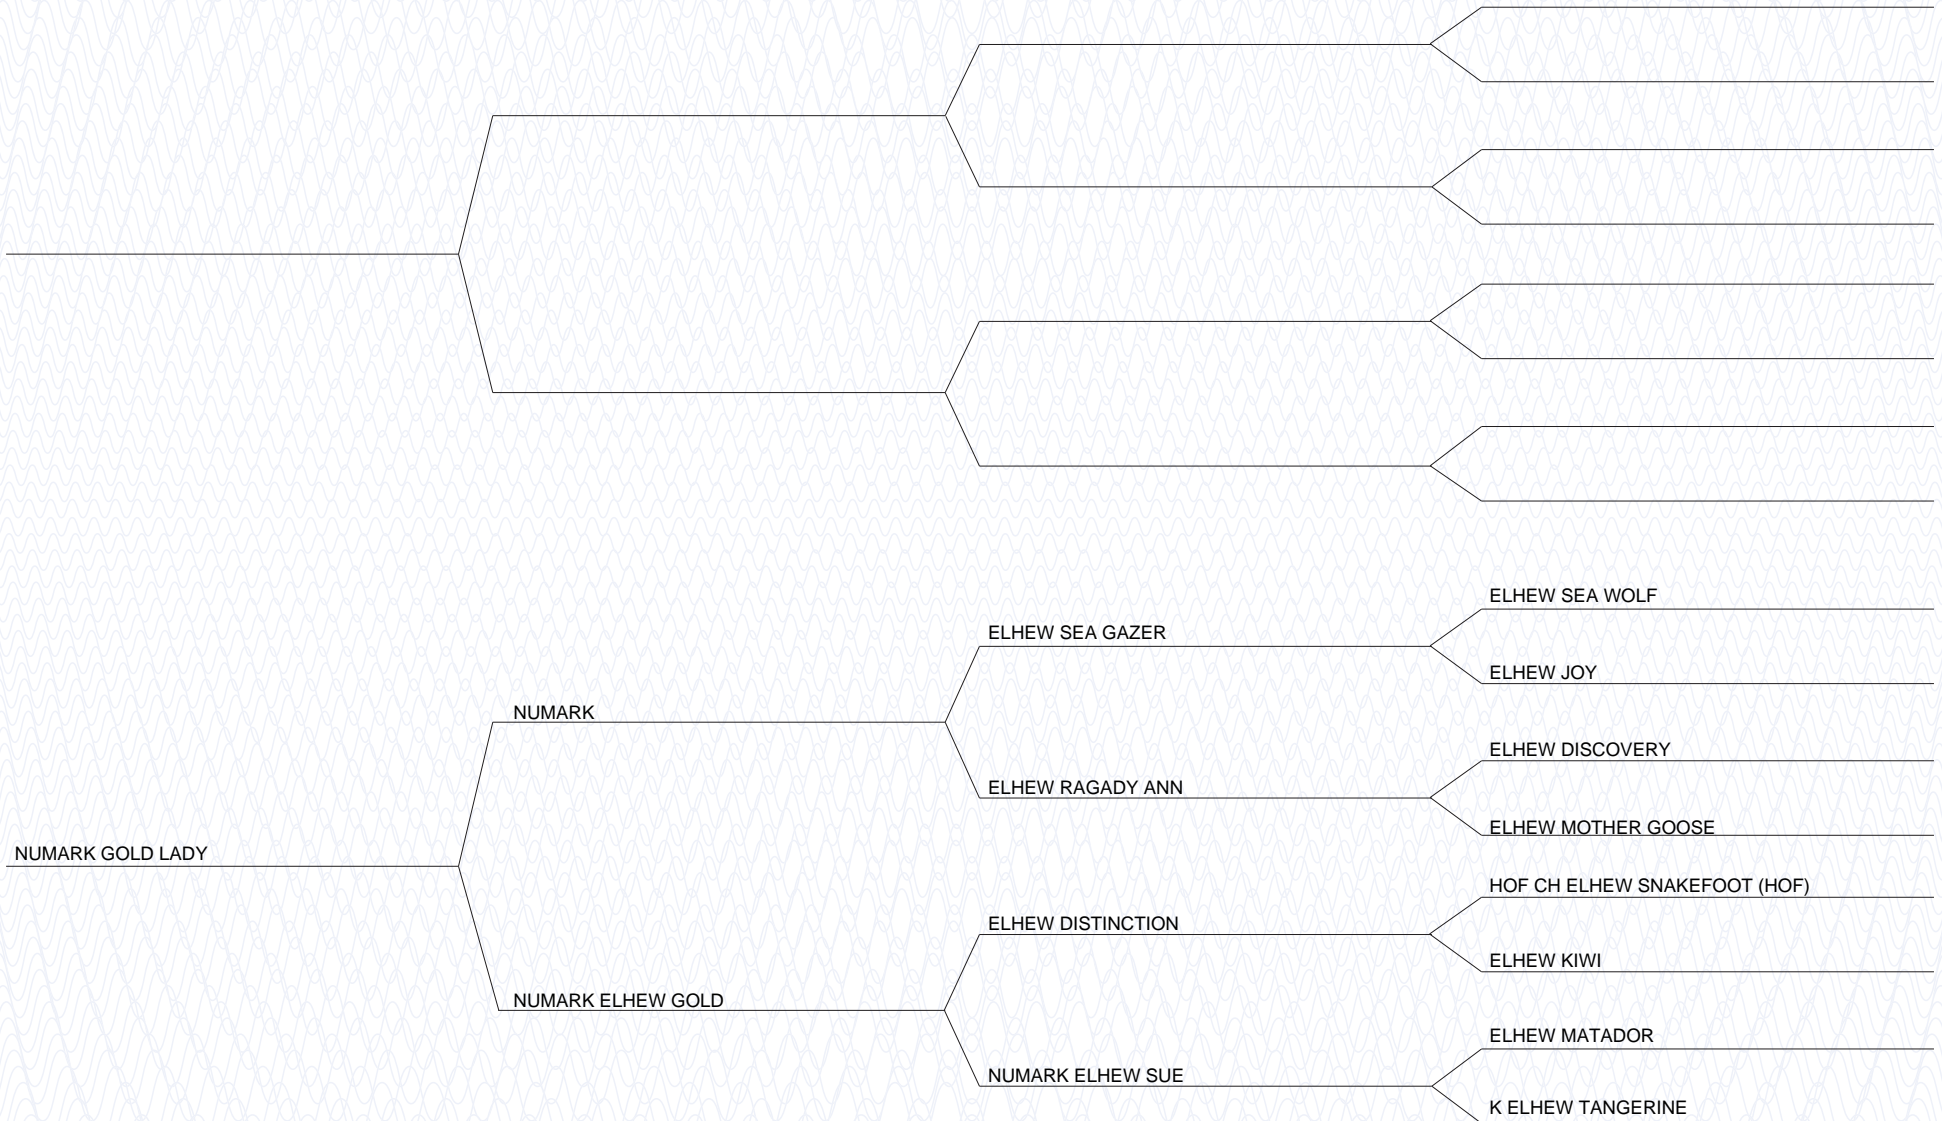 ELHEW SEA WOLF
ELHEW SEA GAZER
ELHEW JOY
NUMARK
ELHEW DISCOVERY
ELHEW RAGADY ANN
ELHEW MOTHER GOOSE
NUMARK GOLD LADY
HOF CH ELHEW SNAKEFOOT (HOF)
ELHEW DISTINCTION
ELHEW KIWI
NUMARK ELHEW GOLD
ELHEW MATADOR
NUMARK ELHEW SUE
K ELHEW TANGERINE